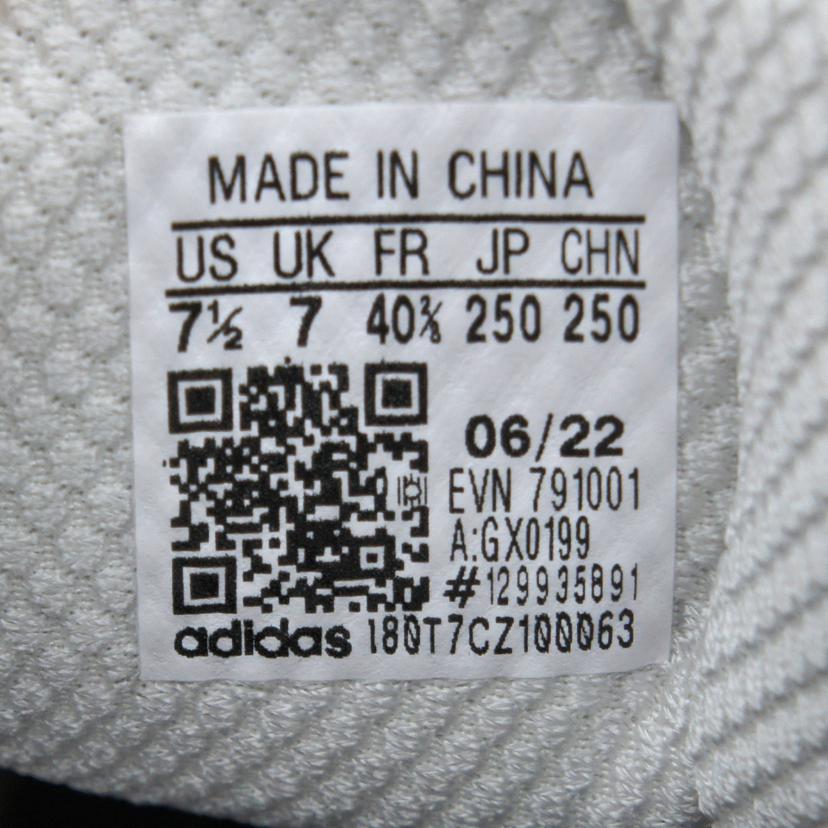 MADE IN CHINA
US UK FR JP CHN
7½ 7 40⅔ 250 250
06/22
EVN 791001
A:GX0199
#129935891
adidas 180T7CZ100063